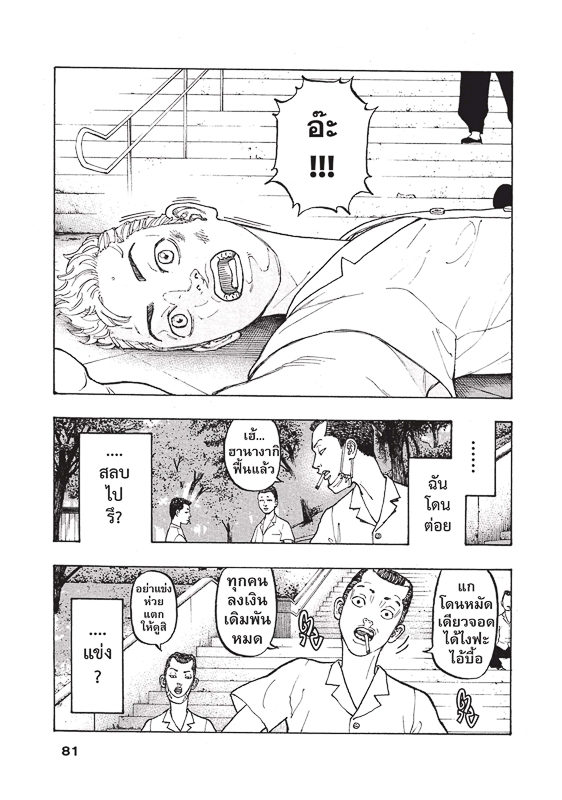 อ๊ะ
!!!
......
ฉัน
โดน
ต่อย
เฮ้...
ฮานางากิ
ฟื้นแล้ว
....
สลบ
ไป
รึ?
แก
โดนหมัด
เดียวจอด
ได้ไงฟะ
ไอ้บื้อ
ทุกคน
ลงเงิน
เดิมพัน
หมด
อย่าแข่ง
ห่วย
แตก
ให้ดูสิ
....
แข่ง
?
81